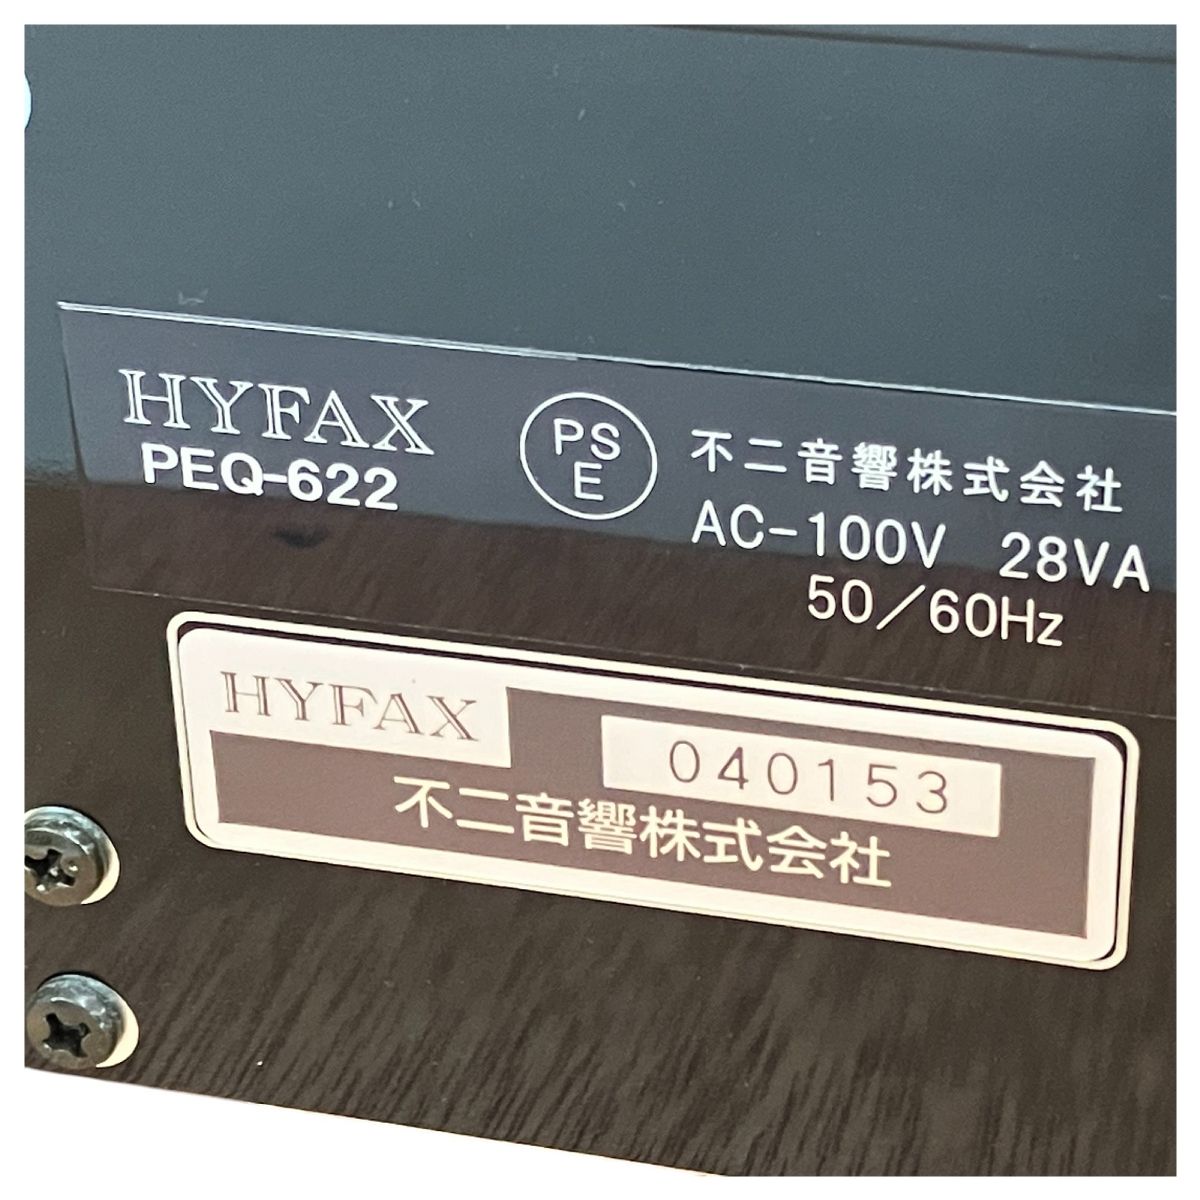 HYFAX
PEQ-622
PS
E
不二音響株式会社
AC-100V 28VA
50/60Hz
HYFAX
040153
不二音響株式会社